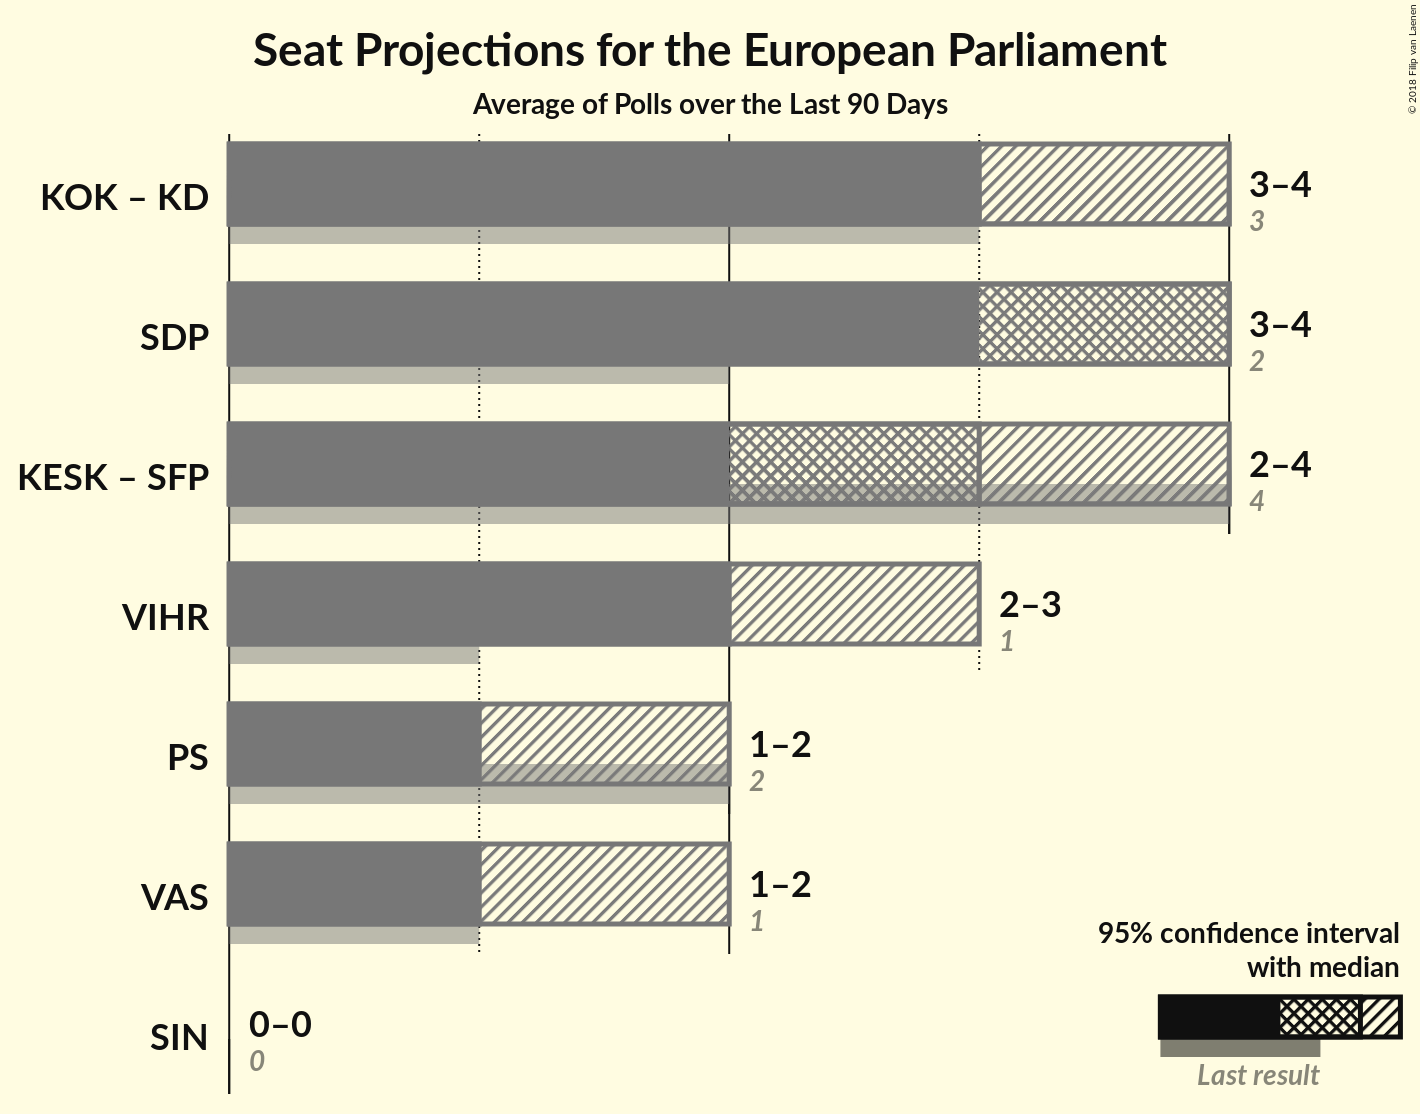 Seat Projections for the European Parliament
Average of Polls over the Last 90 Days
© 2018 Filip van Laenen
KOK – KD
3–4
3
SDP
3–4
2
KESK – SFP
2–4
4
VIHR
2–3
1
PS
1–2
2
VAS
1–2
1
SIN
0–0
0
95% confidence interval
with median
Last result